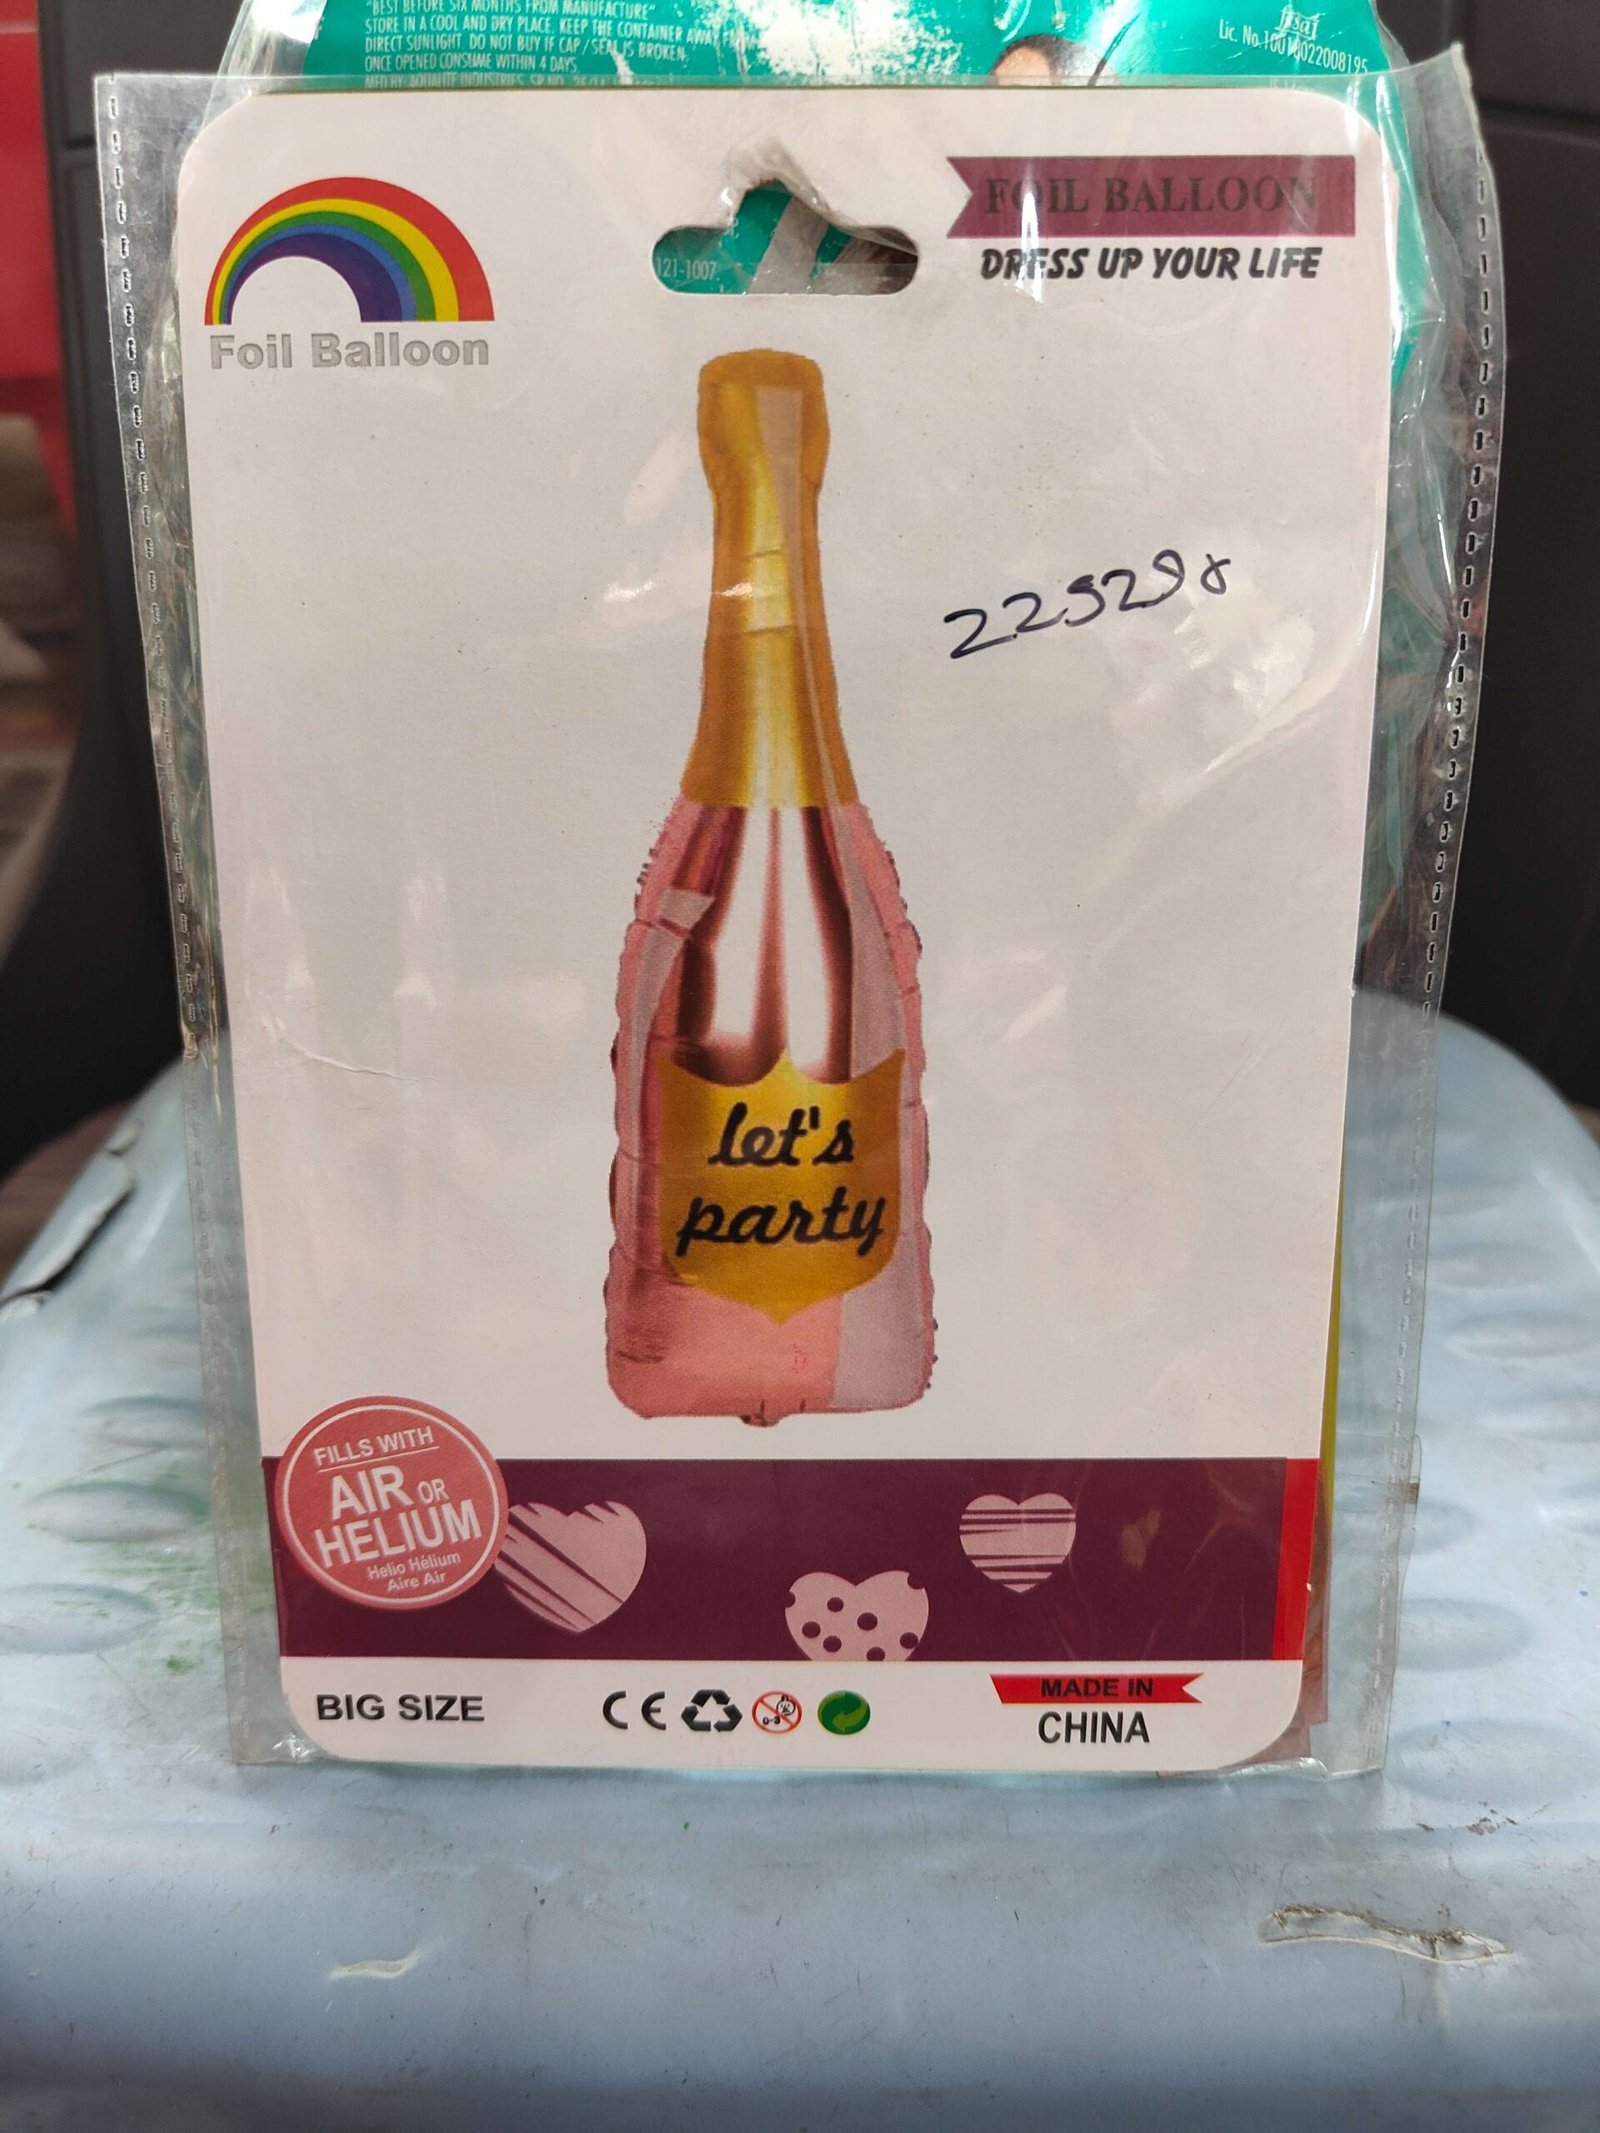 "BEST BEFORE SIX MONTHS FROM MANUFACTURE"
STORE IN A COOL AND DRY PLACE. KEEP THE CONTAINER AWAY FROM
DIRECT SUNLIGHT. DO NOT BUY IF CAP / SEAL IS BROKEN.
ONCE OPENED CONSUME WITHIN 4 DAYS.
fssai
Lic. No.10018022008195
121-1007
Foil Balloon
FOIL BALLOON
DRESS UP YOUR LIFE
let's
party
FILLS WITH
AIR OR
HELIUM
Helio Hélium
Aire Air
BIG SIZE
CE
0-3
MADE IN
CHINA